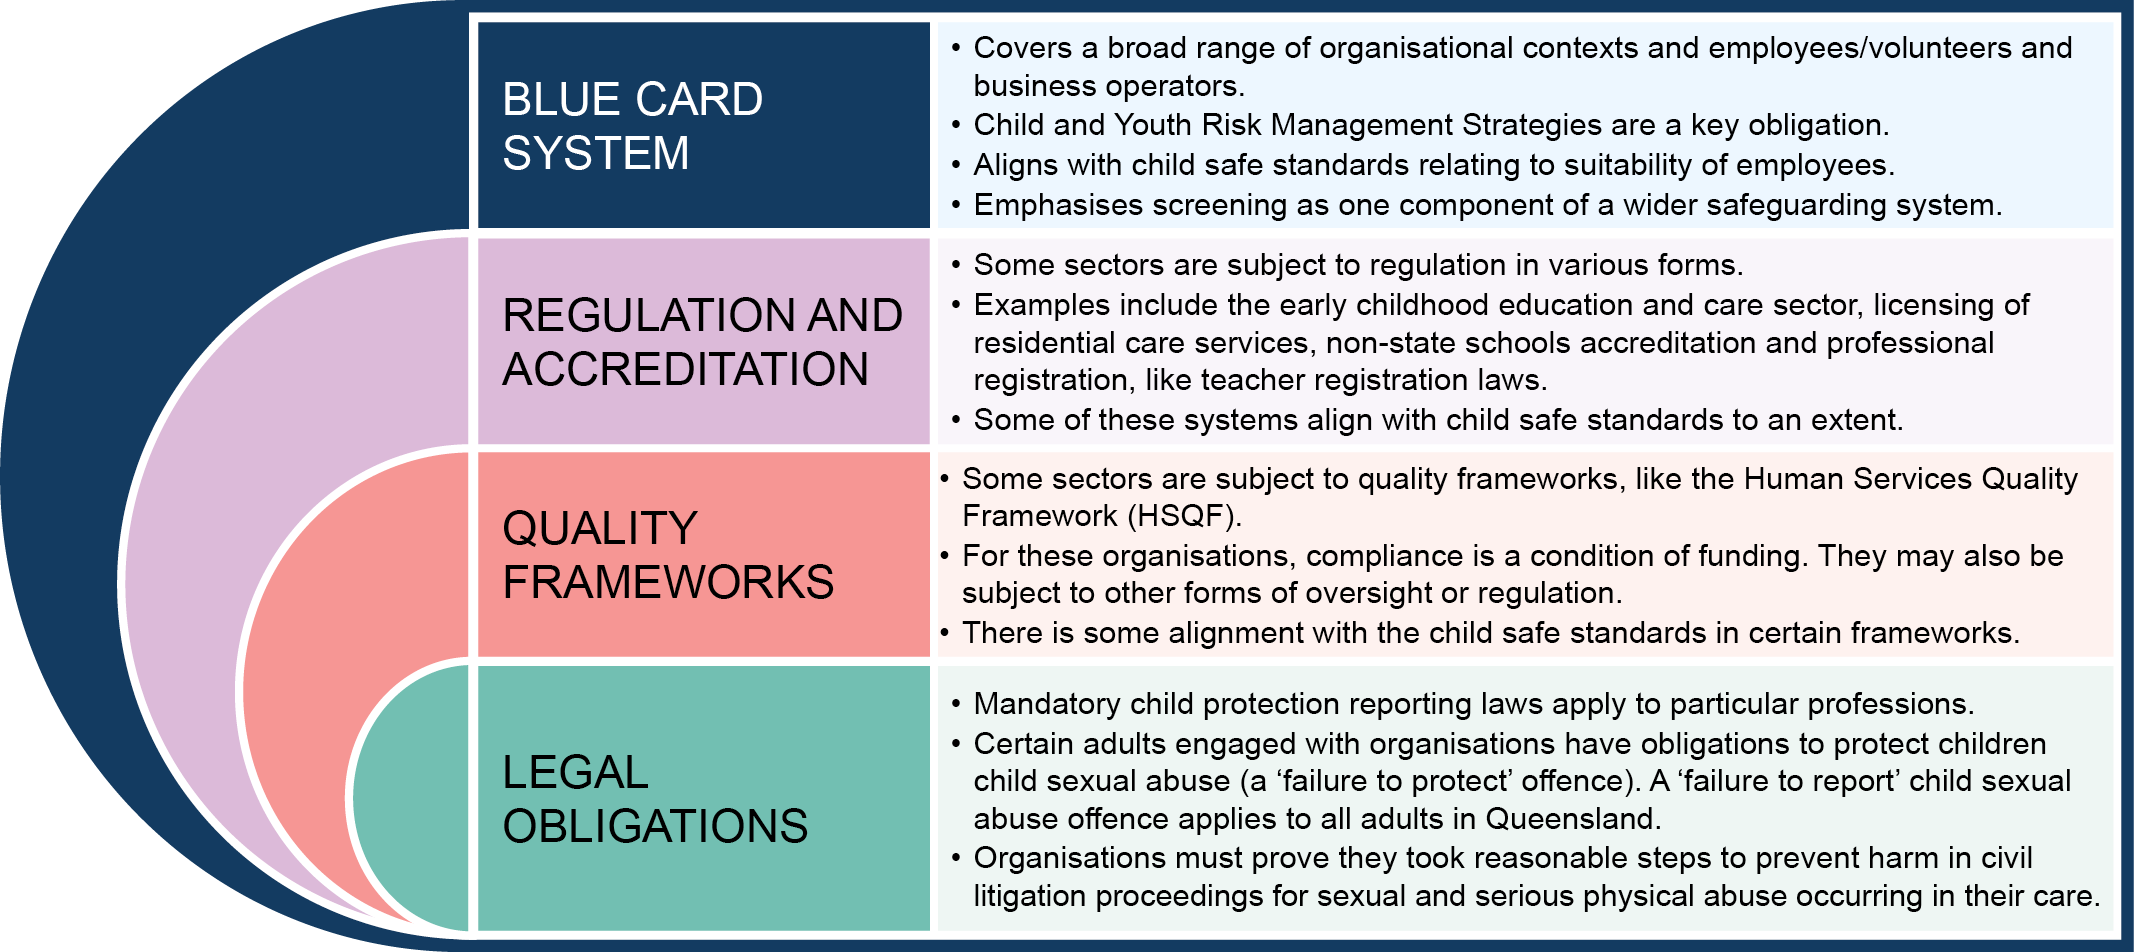 BLUE CARD
SYSTEM
• Covers a broad range of organisational contexts and employees/volunteers and
business operators.
• Child and Youth Risk Management Strategies are a key obligation.
• Aligns with child safe standards relating to suitability of employees.
• Emphasises screening as one component of a wider safeguarding system.
REGULATION AND
ACCREDITATION
• Some sectors are subject to regulation in various forms.
• Examples include the early childhood education and care sector, licensing of
residential care services, non-state schools accreditation and professional
registration, like teacher registration laws.
• Some of these systems align with child safe standards to an extent.
QUALITY
FRAMEWORKS
• Some sectors are subject to quality frameworks, like the Human Services Quality
Framework (HSQF).
• For these organisations, compliance is a condition of funding. They may also be
subject to other forms of oversight or regulation.
• There is some alignment with the child safe standards in certain frameworks.
LEGAL
OBLIGATIONS
• Mandatory child protection reporting laws apply to particular professions.
• Certain adults engaged with organisations have obligations to protect children
child sexual abuse (a ‘failure to protect’ offence). A ‘failure to report’ child sexual
abuse offence applies to all adults in Queensland.
• Organisations must prove they took reasonable steps to prevent harm in civil
litigation proceedings for sexual and serious physical abuse occurring in their care.